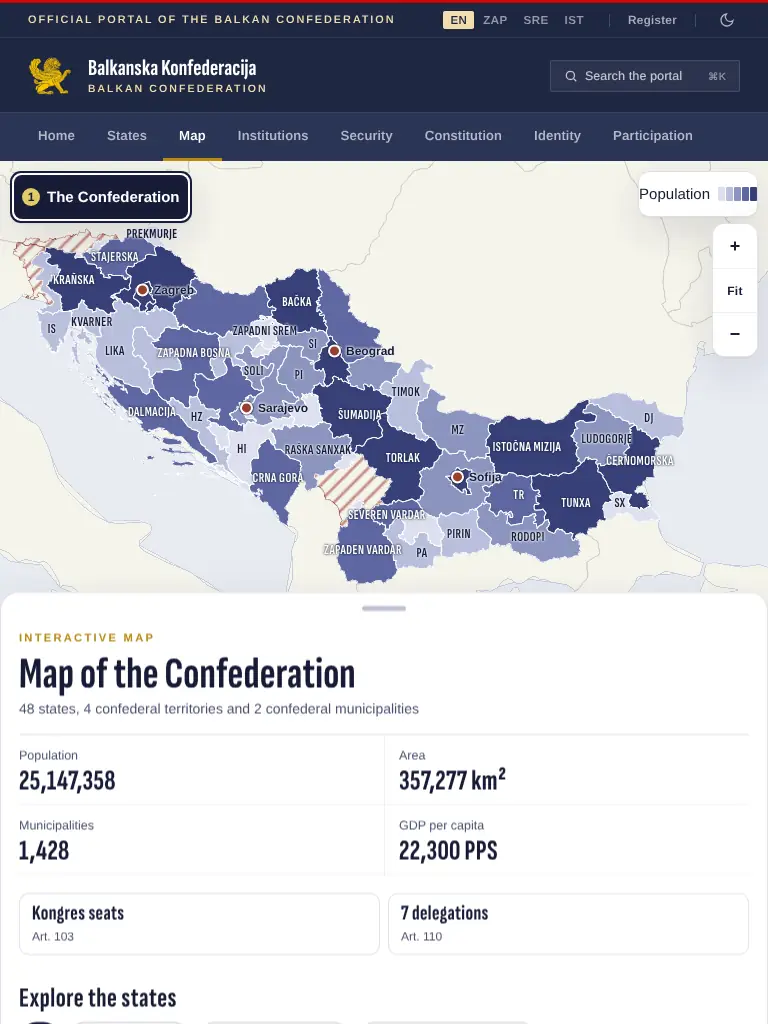 OFFICIAL PORTAL OF THE BALKAN CONFEDERATION
EN ZAP SRE IST Register
Balkanska Konfederacija
BALKAN CONFEDERATION
Search the portal ⌘K
Home States Map Institutions Security Constitution Identity Participation
1 The Confederation
Population
+
Fit
−
PREKMURJE
ŠTAJERSKA
KRAŃSKA
Zagreb
BAČKA
IS
KVARNER
ZAPADNI SREM
SI
LIKA
ZAPADNA BOSNA
Beograd
SOLI
PI
TIMOK
DALMACIJA
HZ
Sarajevo
ŠUMADIJA
MZ
DJ
LUDOGORJE
HI
RAŠKA SANXAK
TORLAK
ISTOČNA MIZIJA
ČERNOMORSKA
CRNA GORA
Sofija
TR
TUNXA
SX
SEVEREN VARDAR
PIRIN
RODOPI
ZAPADEN VARDAR
PA
INTERACTIVE MAP
Map of the Confederation
48 states, 4 confederal territories and 2 confederal municipalities
Population
25,147,358
Area
357,277 km²
Municipalities
1,428
GDP per capita
22,300 PPS
Kongres seats
Art. 103
7 delegations
Art. 110
Explore the states